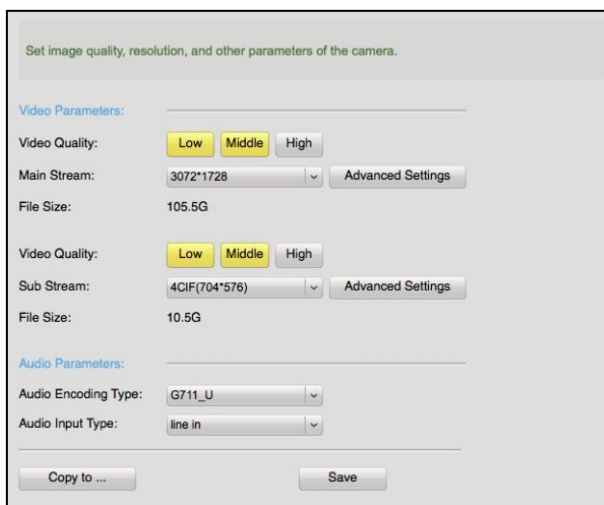 Set image quality, resolution, and other parameters of the camera.
Video Parameters:
Video Quality: Low Middle High
Main Stream: 3072*1728 Advanced Settings
File Size: 105.5G
Video Quality: Low Middle High
Sub Stream: 4CIF(704*576) Advanced Settings
File Size: 10.5G
Audio Parameters:
Audio Encoding Type: G711_U
Audio Input Type: line in
Copy to ... Save